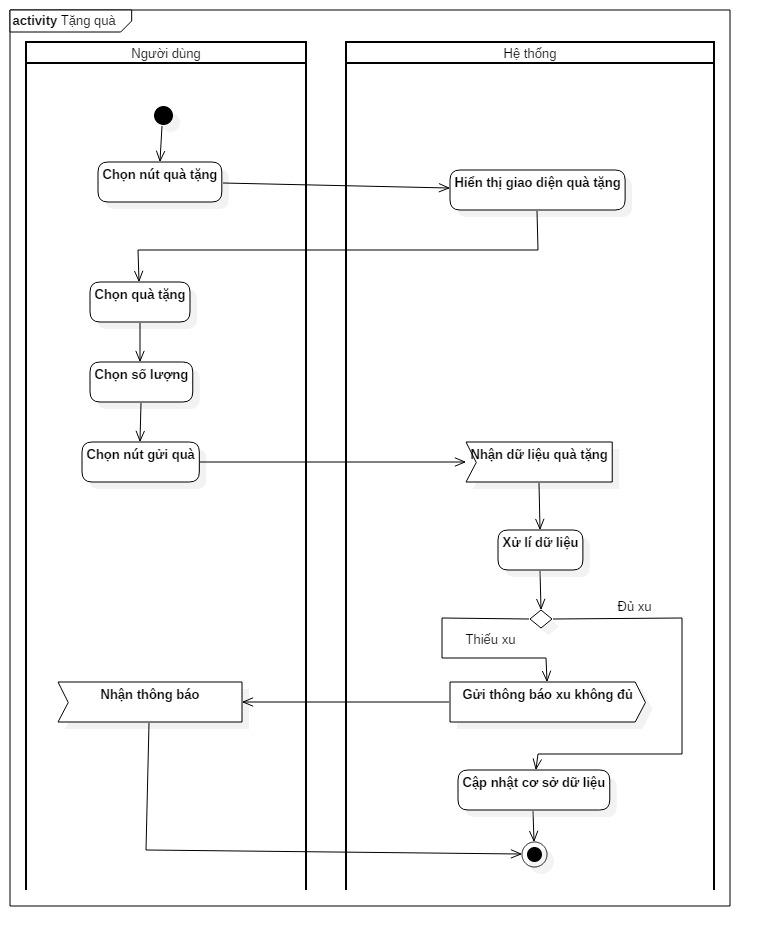 activity Tặng quà
Người dùng
Hệ thống
Chọn nút quà tặng
Hiển thị giao diện quà tặng
Chọn quà tặng
Chọn số lượng
Chọn nút gửi quà
Nhận dữ liệu quà tặng
Xử lí dữ liệu
Đủ xu
Thiếu xu
Nhận thông báo
Gửi thông báo xu không đủ
Cập nhật cơ sở dữ liệu